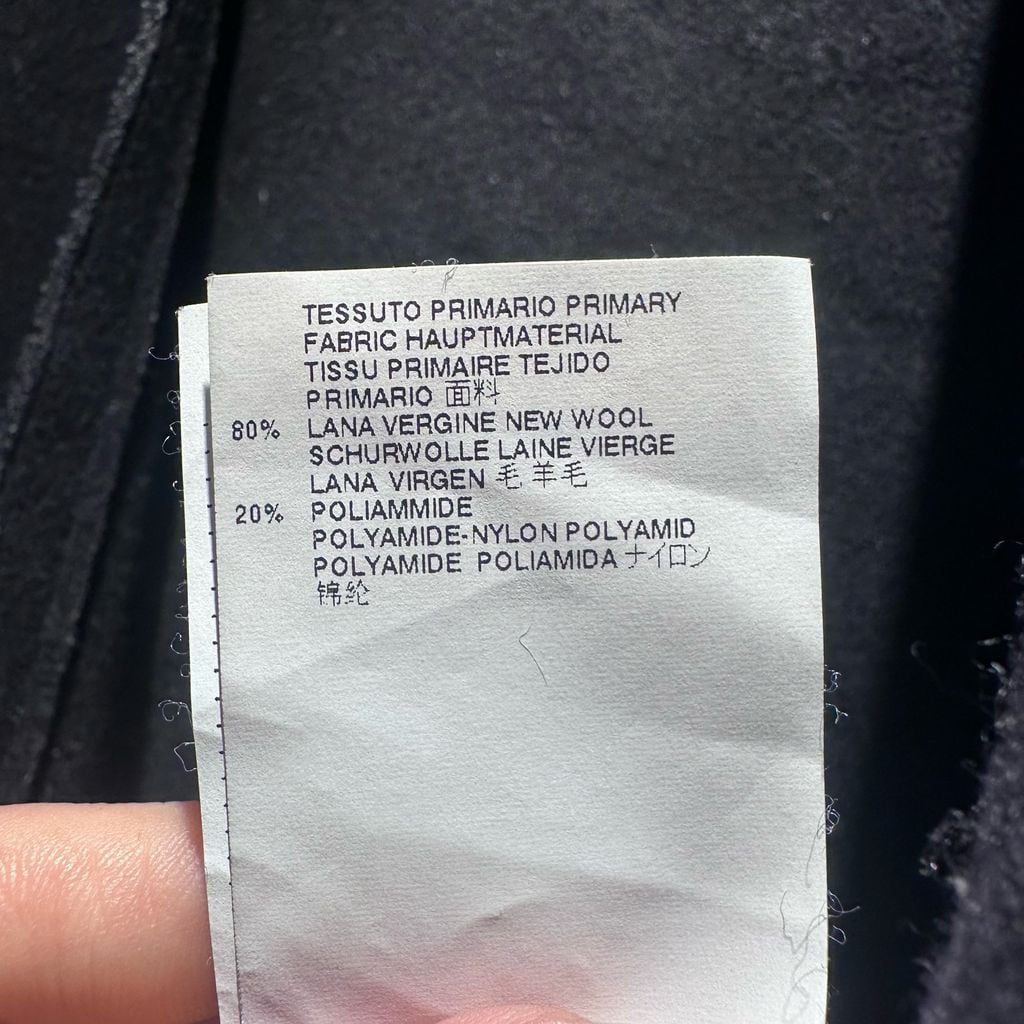 TESSUTO PRIMARIO PRIMARY
FABRIC HAUPTMATERIAL
TISSU PRIMAIRE TEJIDO
PRIMARIO 面料
80% LANA VERGINE NEW WOOL
SCHURWOLLE LAINE VIERGE
LANA VIRGEN 毛 羊毛
20% POLIAMMIDE
POLYAMIDE-NYLON POLYAMID
POLYAMIDE POLIAMIDA ナイロン
锦纶